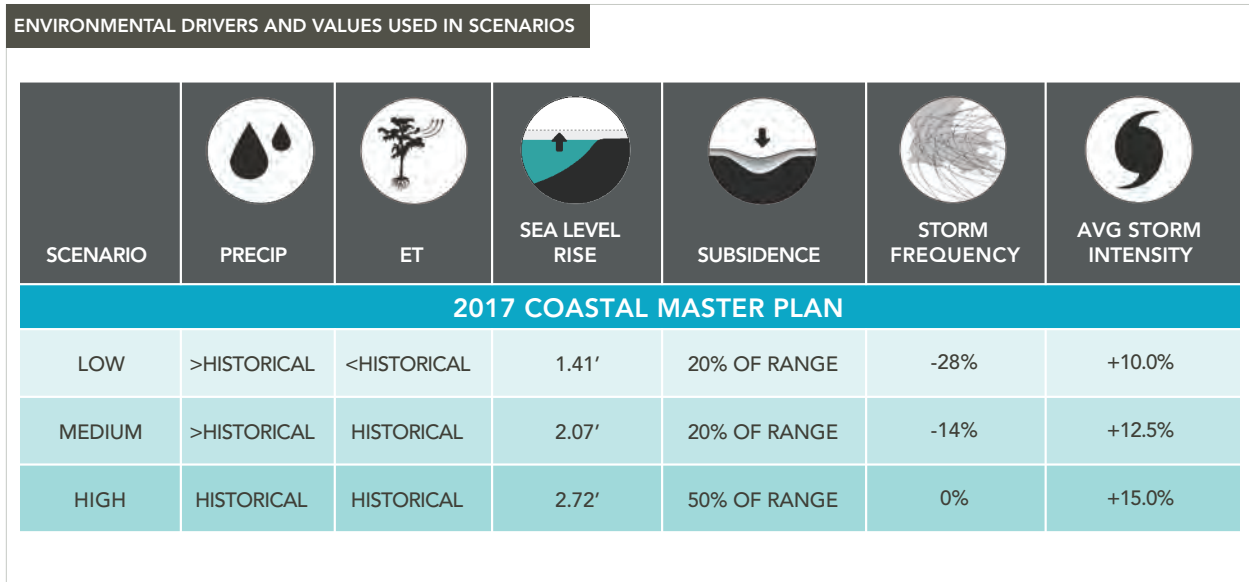 ENVIRONMENTAL DRIVERS AND VALUES USED IN SCENARIOS
SCENARIO PRECIP ET SEA LEVEL RISE SUBSIDENCE STORM FREQUENCY AVG STORM INTENSITY
2017 COASTAL MASTER PLAN
LOW >HISTORICAL <HISTORICAL 1.41′ 20% OF RANGE -28% +10.0%
MEDIUM >HISTORICAL HISTORICAL 2.07′ 20% OF RANGE -14% +12.5%
HIGH HISTORICAL HISTORICAL 2.72′ 50% OF RANGE 0% +15.0%